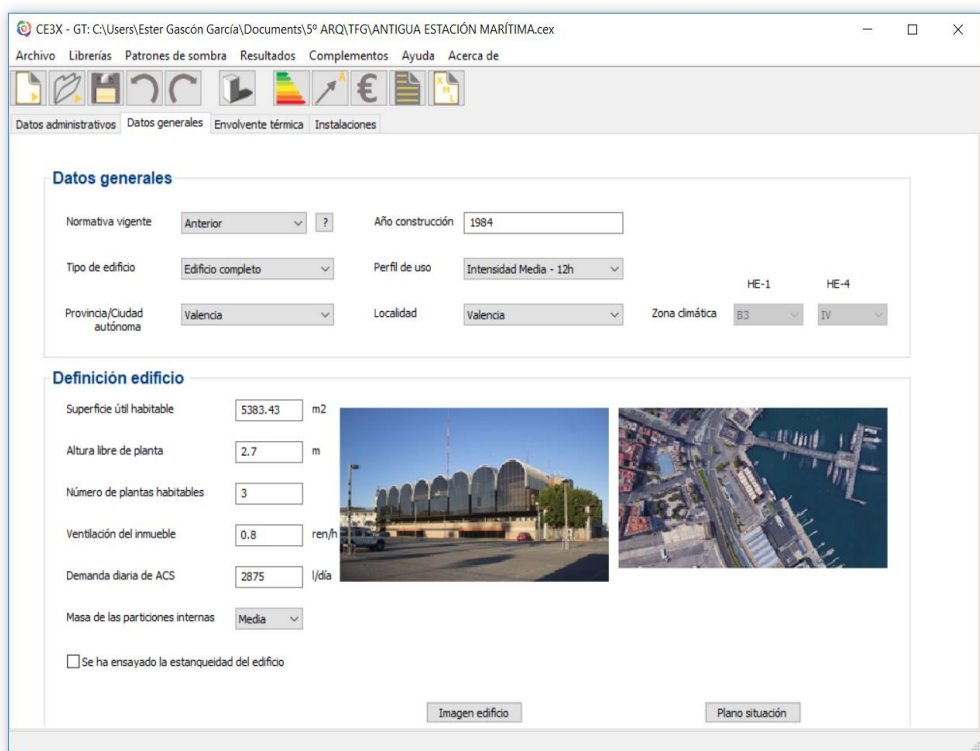 CE3X - GT: C:\Users\Ester Gascón García\Documents\5º ARQ\TFG\ANTIGUA ESTACIÓN MARÍTIMA.cex
Archivo Librerías Patrones de sombra Resultados Complementos Ayuda Acerca de
A € XML
Datos administrativos Datos generales Envolvente térmica Instalaciones
Datos generales
Normativa vigente Anterior ? Año construcción 1984
Tipo de edificio Edificio completo Perfil de uso Intensidad Media - 12h
HE-1 HE-4
Provincia/Ciudad autónoma Valencia Localidad Valencia Zona climática B3 IV
Definición edificio
Superficie útil habitable 5383.43 m2
Altura libre de planta 2.7 m
Número de plantas habitables 3
Ventilación del inmueble 0.8 ren/h
Demanda diaria de ACS 2875 l/día
Masa de las particiones internas Media
Se ha ensayado la estanqueidad del edificio
Imagen edificio Plano situación